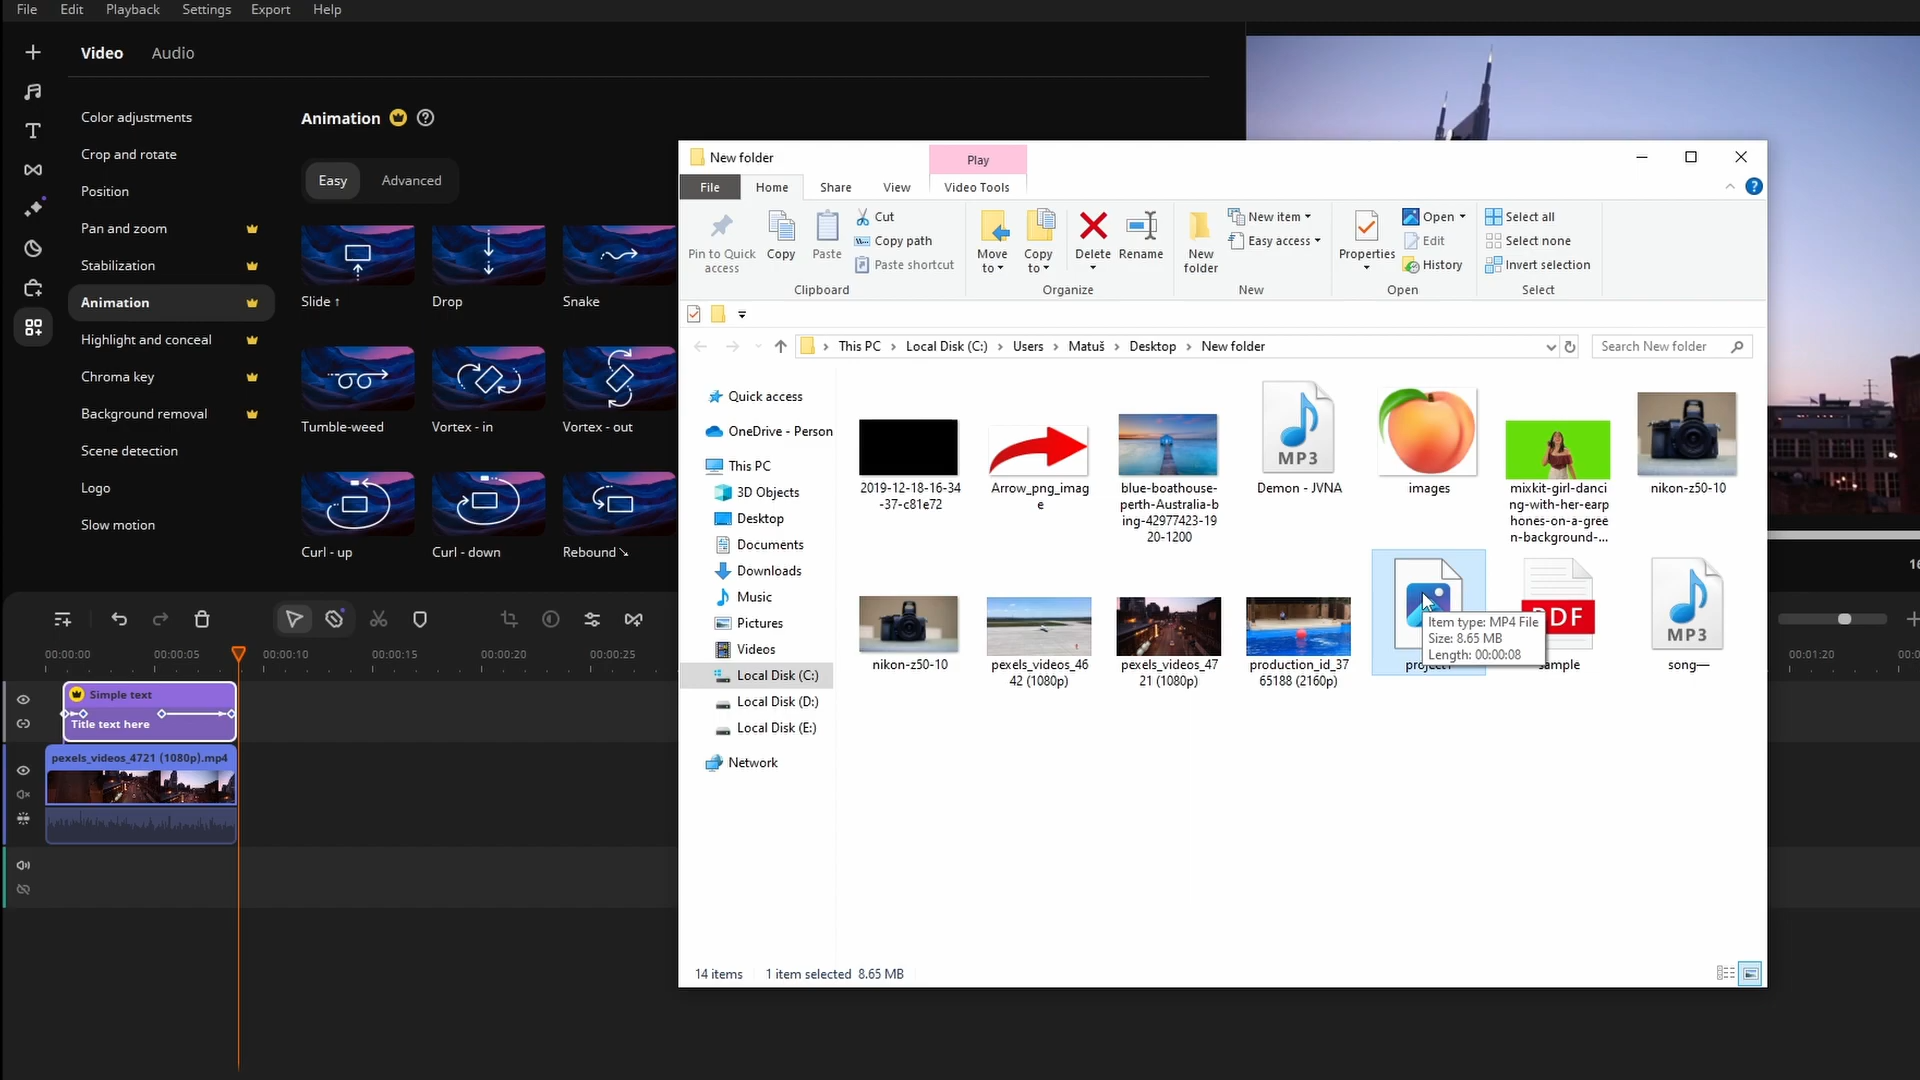 File Edit Playback Settings Export Help
Video Audio
Color adjustments
Crop and rotate
Position
Pan and zoom
Stabilization
Animation
Highlight and conceal
Chroma key
Background removal
Scene detection
Logo
Slow motion
Animation
Easy Advanced
Slide ↑ Drop Snake
Tumble-weed Vortex - in Vortex - out
Curl - up Curl - down Rebound ↘
New folder
Play
File Home Share View Video Tools
Pin to Quick
access
Copy
Paste
Cut
Copy path
Paste shortcut
Clipboard
Move
to
Copy
to
Delete
Rename
Organize
New
folder
New item
Easy access
New
Properties
Open
Edit
History
Open
Select all
Select none
Invert selection
Select
This PC Local Disk (C:) Users Matuš Desktop New folder
Search New folder
Quick access
OneDrive - Person
This PC
3D Objects
Desktop
Documents
Downloads
Music
Pictures
Videos
Local Disk (C:)
Local Disk (D:)
Local Disk (E:)
Network
2019-12-18-16-34
-37-c81e72
Arrow_png_imag
e
blue-boathouse-
perth-Australia-b
ing-42977423-19
20-1200
MP3
Demon - JVNA
images
mixkit-girl-danci
ng-with-her-earp
hones-on-a-gree
n-background-...
nikon-z50-10
nikon-z50-10
pexels_videos_46
42 (1080p)
pexels_videos_47
21 (1080p)
production_id_37
65188 (2160p)
Item type: MP4 File
Size: 8.65 MB
Length: 00:00:08
PDF
sample
MP3
song—
14 items 1 item selected 8.65 MB
00:00:00 00:00:05 00:00:10 00:00:15 00:00:20 00:00:25
00:01:20
Simple text
Title text here
pexels_videos_4721 (1080p).mp4